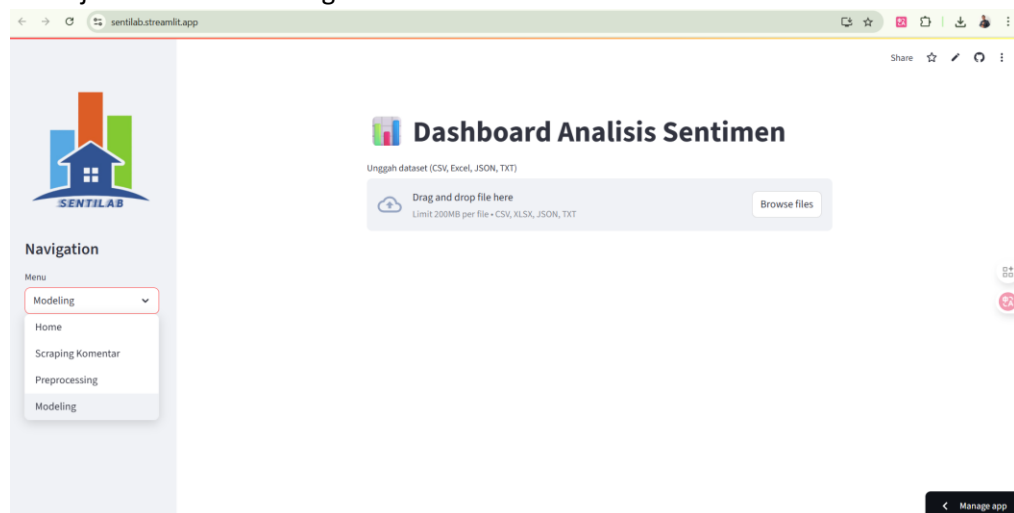 sentilab.streamlit.app
Share
SENTILAB
Dashboard Analisis Sentimen
Unggah dataset (CSV, Excel, JSON, TXT)
Drag and drop file here
Limit 200MB per file • CSV, XLSX, JSON, TXT
Browse files
Navigation
Menu
Modeling
Home
Scraping Komentar
Preprocessing
Modeling
Manage app